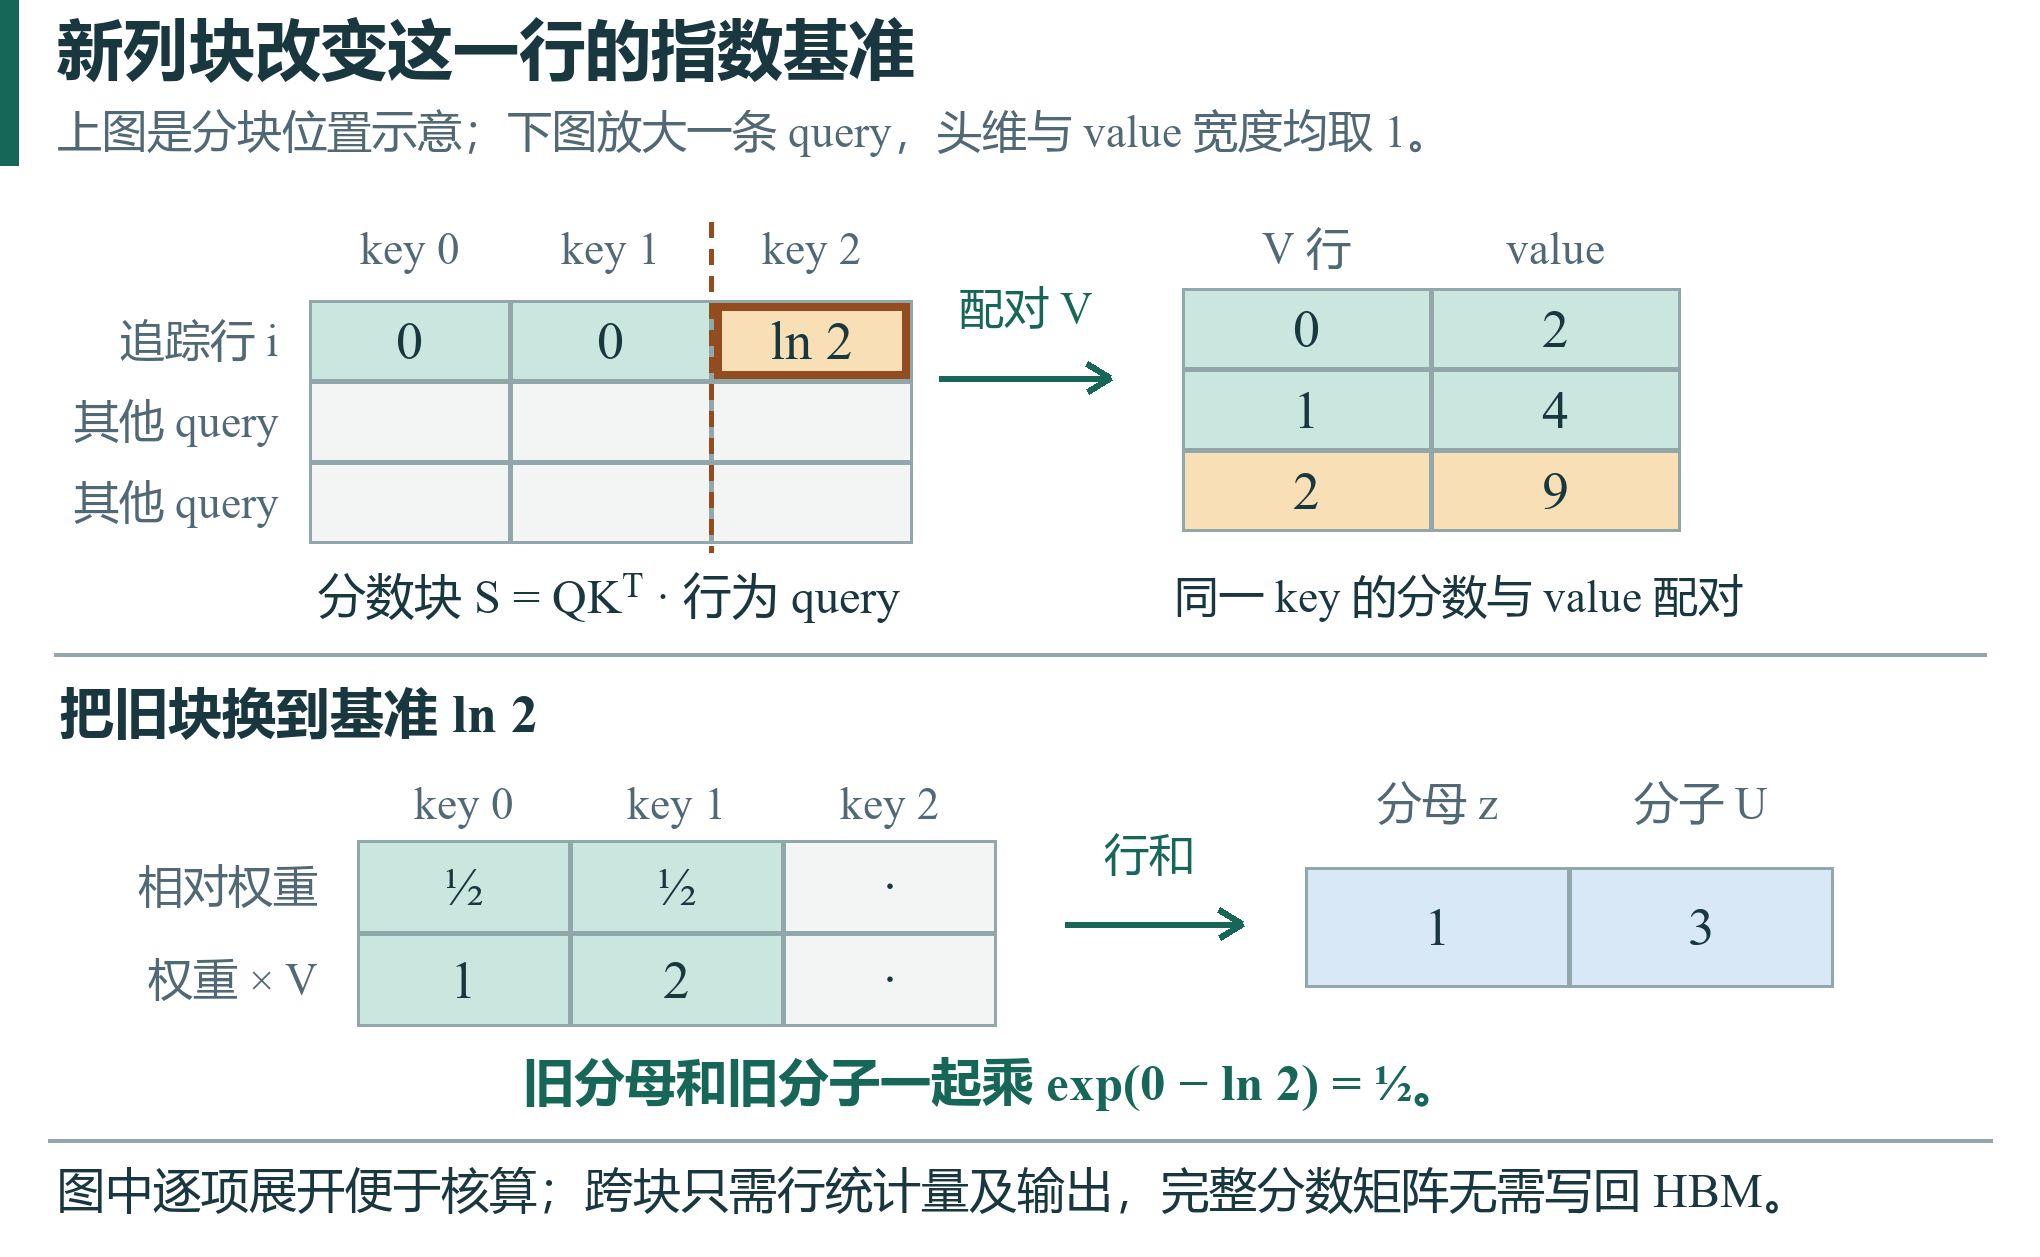 新列块改变这一行的指数基准
上图是分块位置示意；下图放大一条 query，头维与 value 宽度均取 1。
key 0 key 1 key 2
追踪行 i 0 0 ln 2
其他 query
其他 query
分数块 S = QKᵀ · 行为 query
配对 V
V 行 value
0 2
1 4
2 9
同一 key 的分数与 value 配对
把旧块换到基准 ln 2
key 0 key 1 key 2
相对权重 ½ ½ ·
权重 × V 1 2 ·
行和
分母 z 分子 U
1 3
旧分母和旧分子一起乘 exp(0 − ln 2) = ½。
图中逐项展开便于核算；跨块只需行统计量及输出，完整分数矩阵无需写回 HBM。